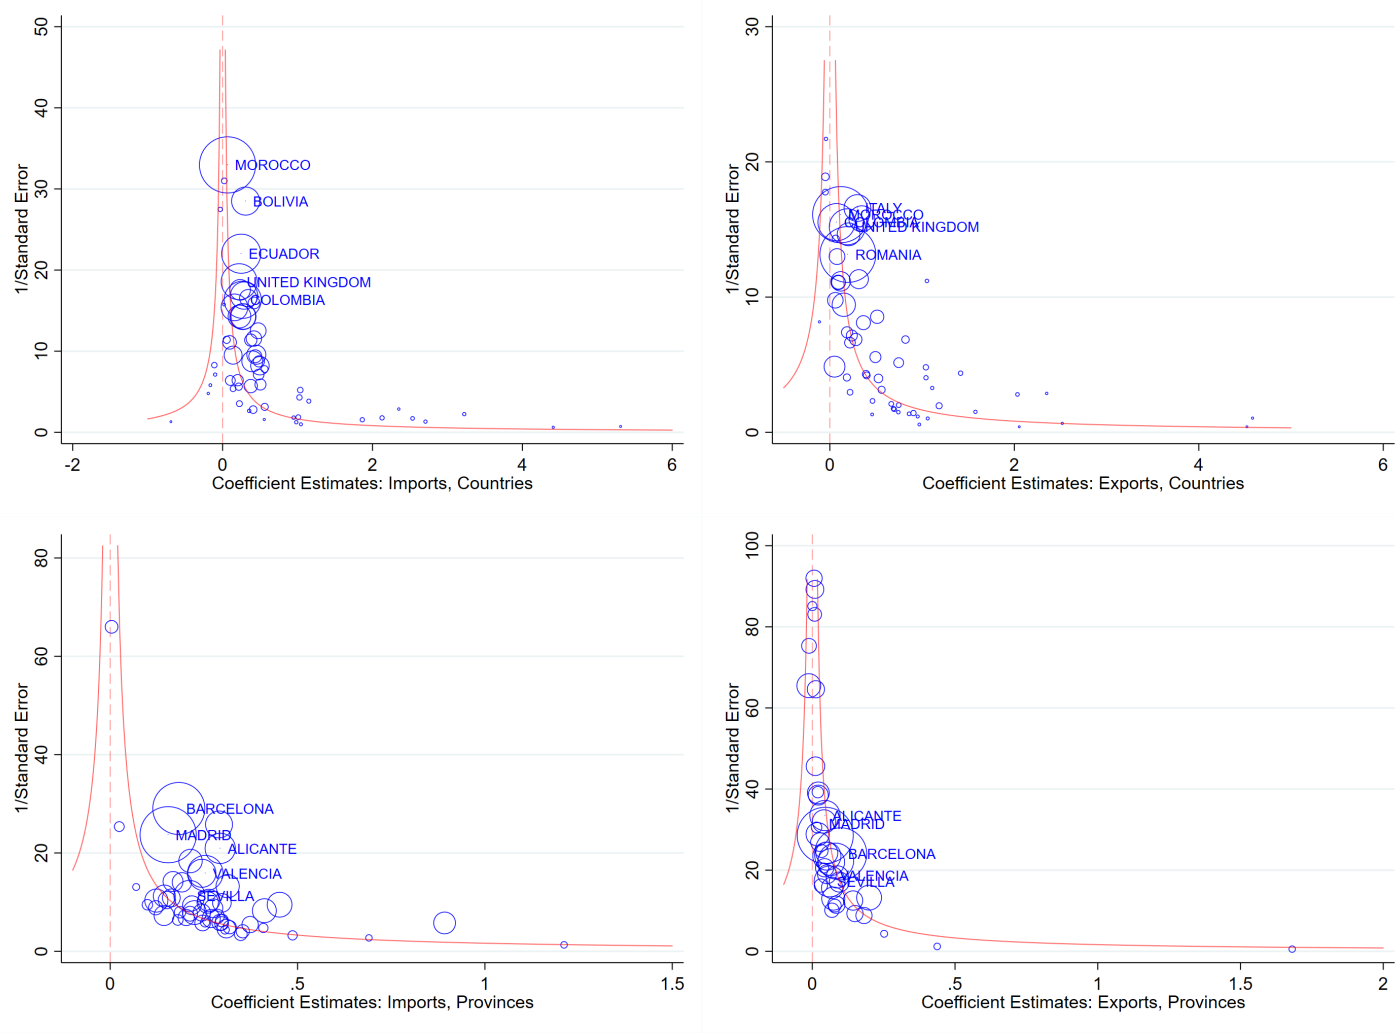 50
40
30
20
10
0
1/Standard Error
MOROCCO
BOLIVIA
ECUADOR
UNITED KINGDOM
COLOMBIA
-2
0
2
4
6
Coefficient Estimates: Imports, Countries
30
20
10
0
1/Standard Error
ITALY
MOROCCO
COLOMBIA
UNITED KINGDOM
ROMANIA
0
2
4
6
Coefficient Estimates: Exports, Countries
80
60
40
20
0
1/Standard Error
BARCELONA
MADRID
ALICANTE
VALENCIA
SEVILLA
0
.5
1
1.5
Coefficient Estimates: Imports, Provinces
100
80
60
40
20
0
1/Standard Error
ALICANTE
MADRID
BARCELONA
VALENCIA
SEVILLA
0
.5
1
1.5
2
Coefficient Estimates: Exports, Provinces